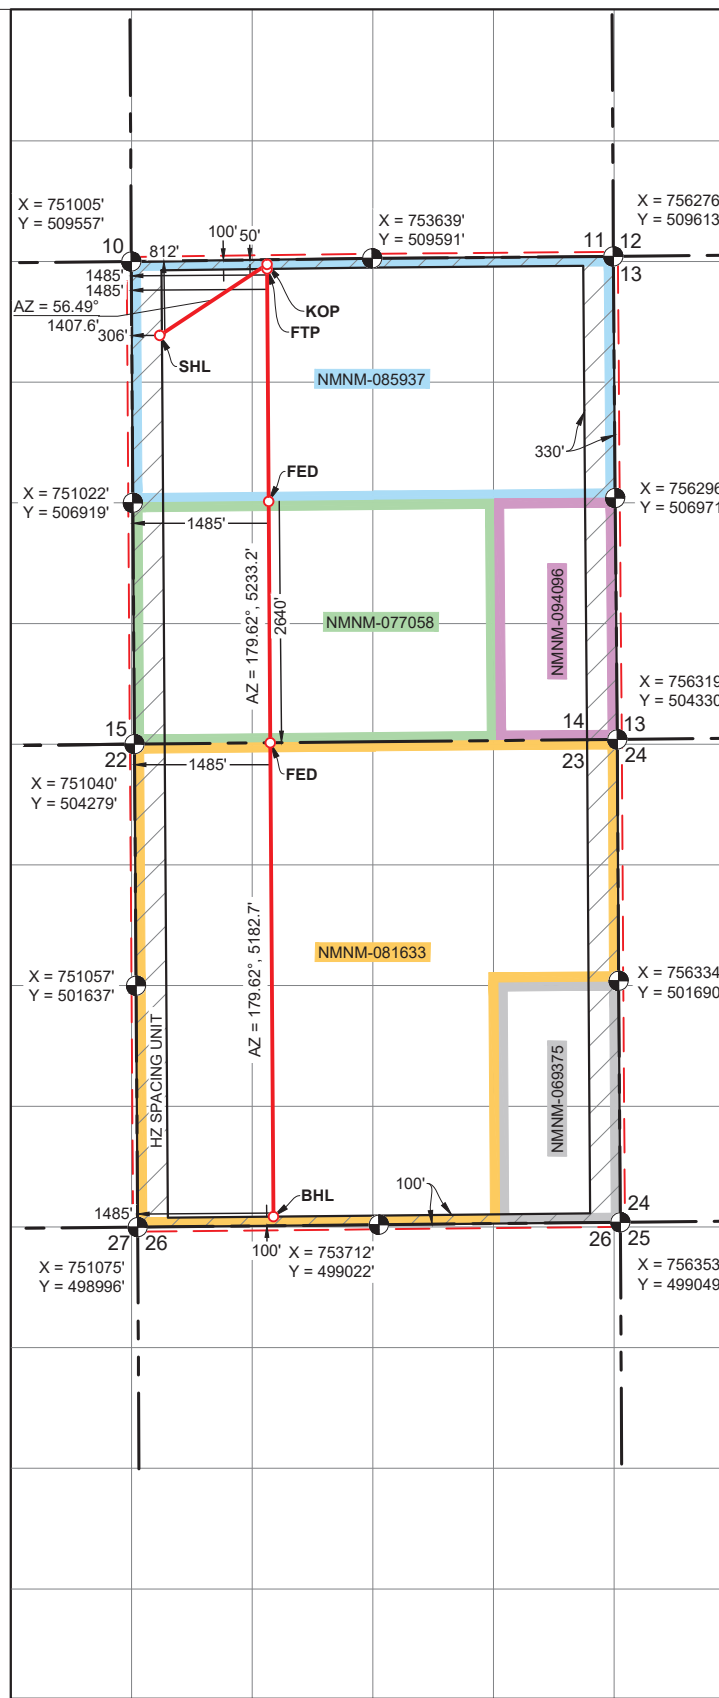 X = 751005'
Y = 509557'
X = 756276
Y = 509613
100'
50'
X = 753639'
Y = 509591'
10
812'
11
12
13
1485'
1485'
AZ = 56.49°
1407.6'
KOP
FTP
306'
SHL
NMNM-085937
330'
FED
X = 751022'
Y = 506919'
X = 756296
Y = 506971
1485'
AZ = 179.62°, 5233.2'
2640'
NMNM-077058
NMNM-094096
X = 756319
Y = 504330
15
14
13
22
23
24
1485'
FED
X = 751040'
Y = 504279'
AZ = 179.62°, 5182.7'
NMNM-081633
X = 751057'
Y = 501637'
X = 756334
Y = 501690
HZ SPACING UNIT
NMNM-069375
BHL
100'
1485'
24
27
26
26
25
100'
X = 753712'
Y = 499022'
X = 751075'
Y = 498996'
X = 756353
Y = 499049